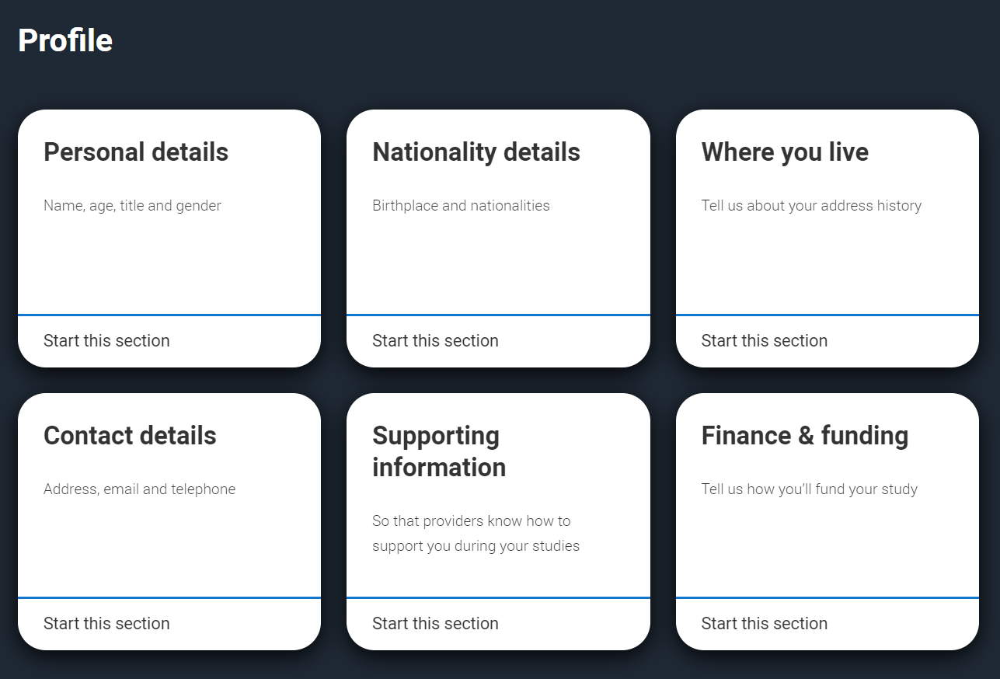 Profile
Personal details
Name, age, title and gender
Start this section
Nationality details
Birthplace and nationalities
Start this section
Where you live
Tell us about your address history
Start this section
Contact details
Address, email and telephone
Start this section
Supporting
information
So that providers know how to
support you during your studies
Start this section
Finance & funding
Tell us how you’ll fund your study
Start this section